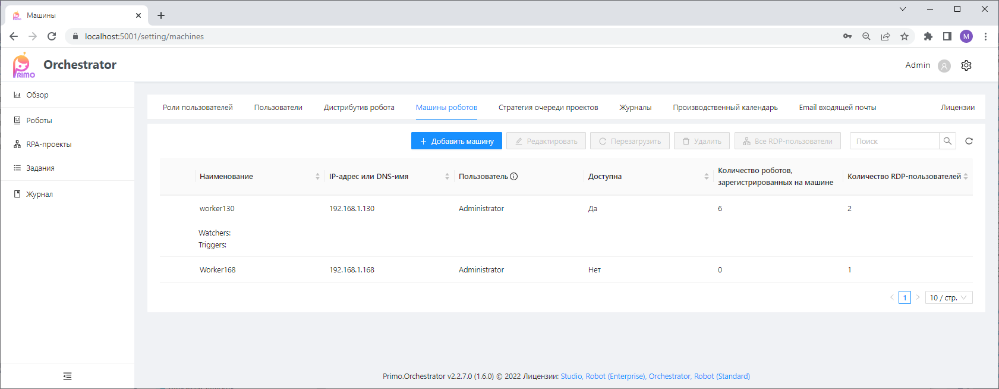 Машины
localhost:5001/setting/machines
M
PRIMO
Orchestrator
Admin
Обзор
Роботы
RPA-проекты
Задания
Журнал
Роли пользователей Пользователи Дистрибутив робота Машины роботов Стратегия очереди проектов Журналы Производственный календарь Email входящей почты Лицензии
+ Добавить машину Редактировать Перезагрузить Удалить Все RDP-пользователи Поиск
Наименование IP-адрес или DNS-имя Пользователь Доступна Количество роботов, зарегистрированных на машине Количество RDP-пользователей
worker130 192.168.1.130 Administrator Да 6 2
Watchers:
Triggers:
Worker168 192.168.1.168 Administrator Нет 0 1
< 1 > 10 / стр.
Primo.Orchestrator v2.2.7.0 (1.6.0) © 2022 Лицензии: Studio, Robot (Enterprise), Orchestrator, Robot (Standard)